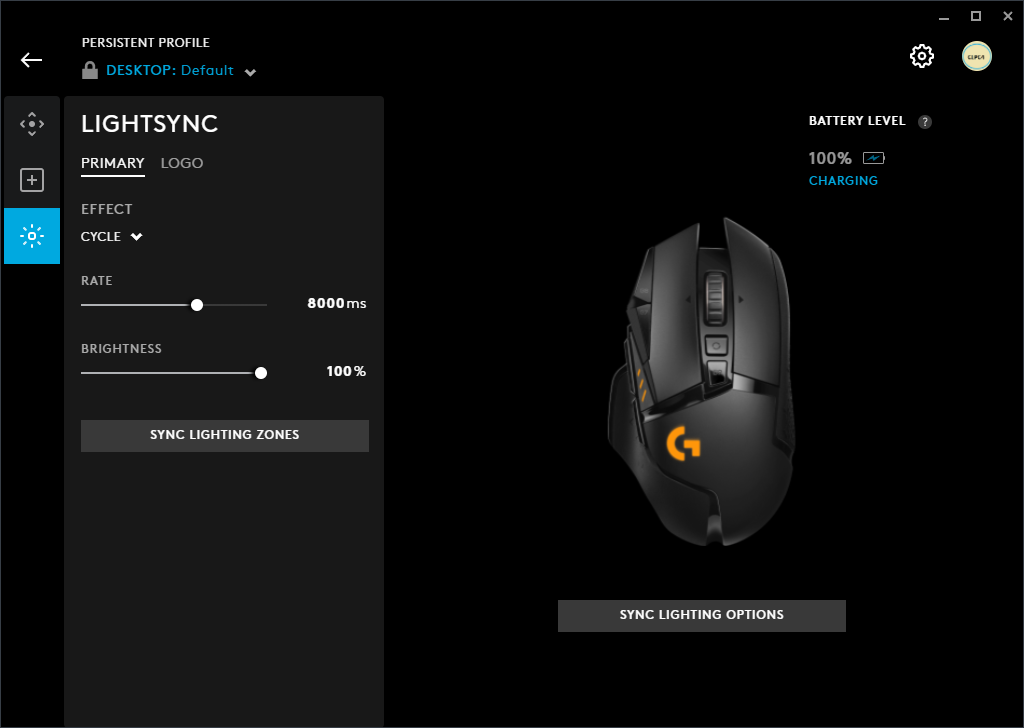 PERSISTENT PROFILE
DESKTOP: Default
LIGHTSYNC
PRIMARY LOGO
EFFECT
CYCLE
RATE
8000ms
BRIGHTNESS
100%
SYNC LIGHTING ZONES
BATTERY LEVEL ?
100%
CHARGING
SYNC LIGHTING OPTIONS